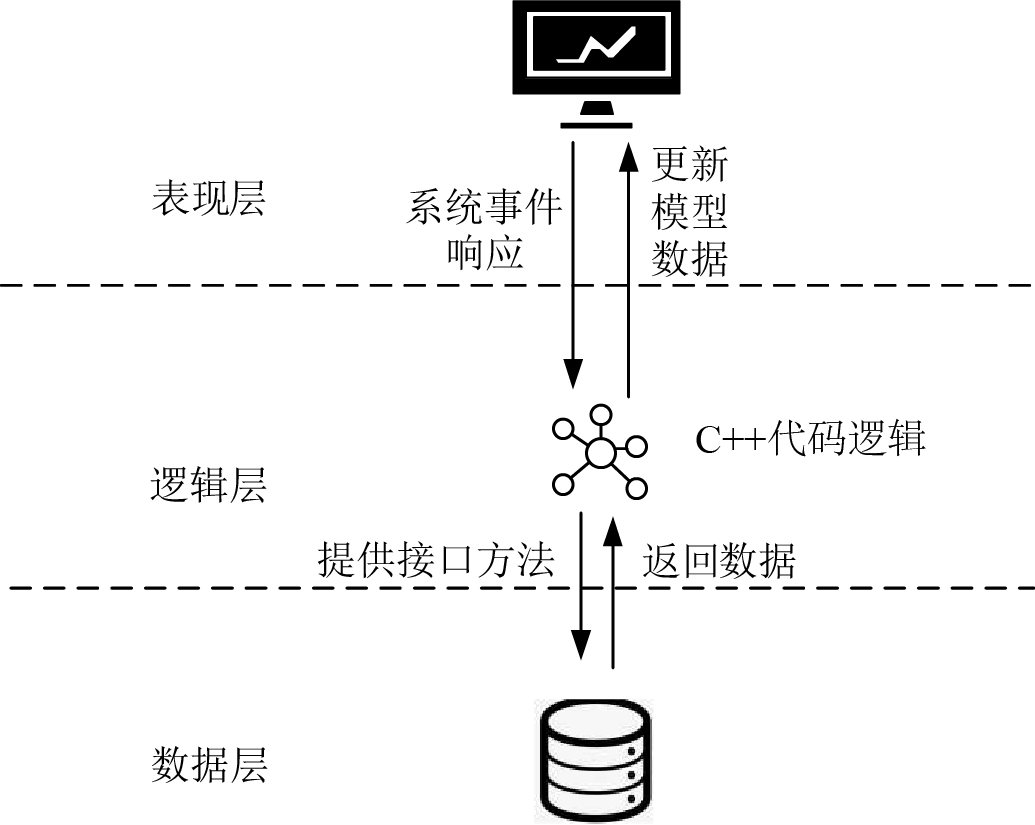 表现层
系统事件
响应
更新
模型
数据
C++代码逻辑
逻辑层
提供接口方法
返回数据
数据层